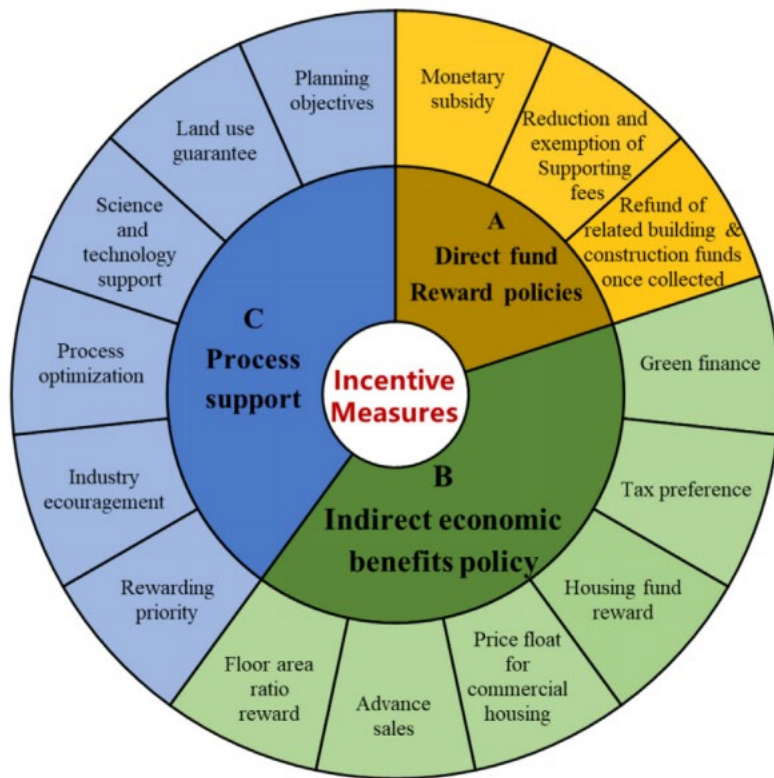 Incentive
Measures
A
Direct fund
Reward policies
Monetary
subsidy
Reduction and
exemption of
Supporting
fees
Refund of
related building &
construction funds
once collected
B
Indirect economic
benefits policy
Green finance
Tax preference
Housing fund
reward
Price float
for
commercial
housing
Advance
sales
Floor area
ratio
reward
C
Process
support
Rewarding
priority
Industry
ecouragement
Process
optimization
Science
and
technology
support
Land use
guarantee
Planning
objectives